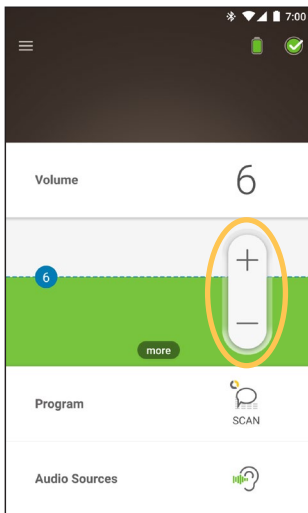 7:00
Volume
6
+
6
−
more
Program
SCAN
Audio Sources